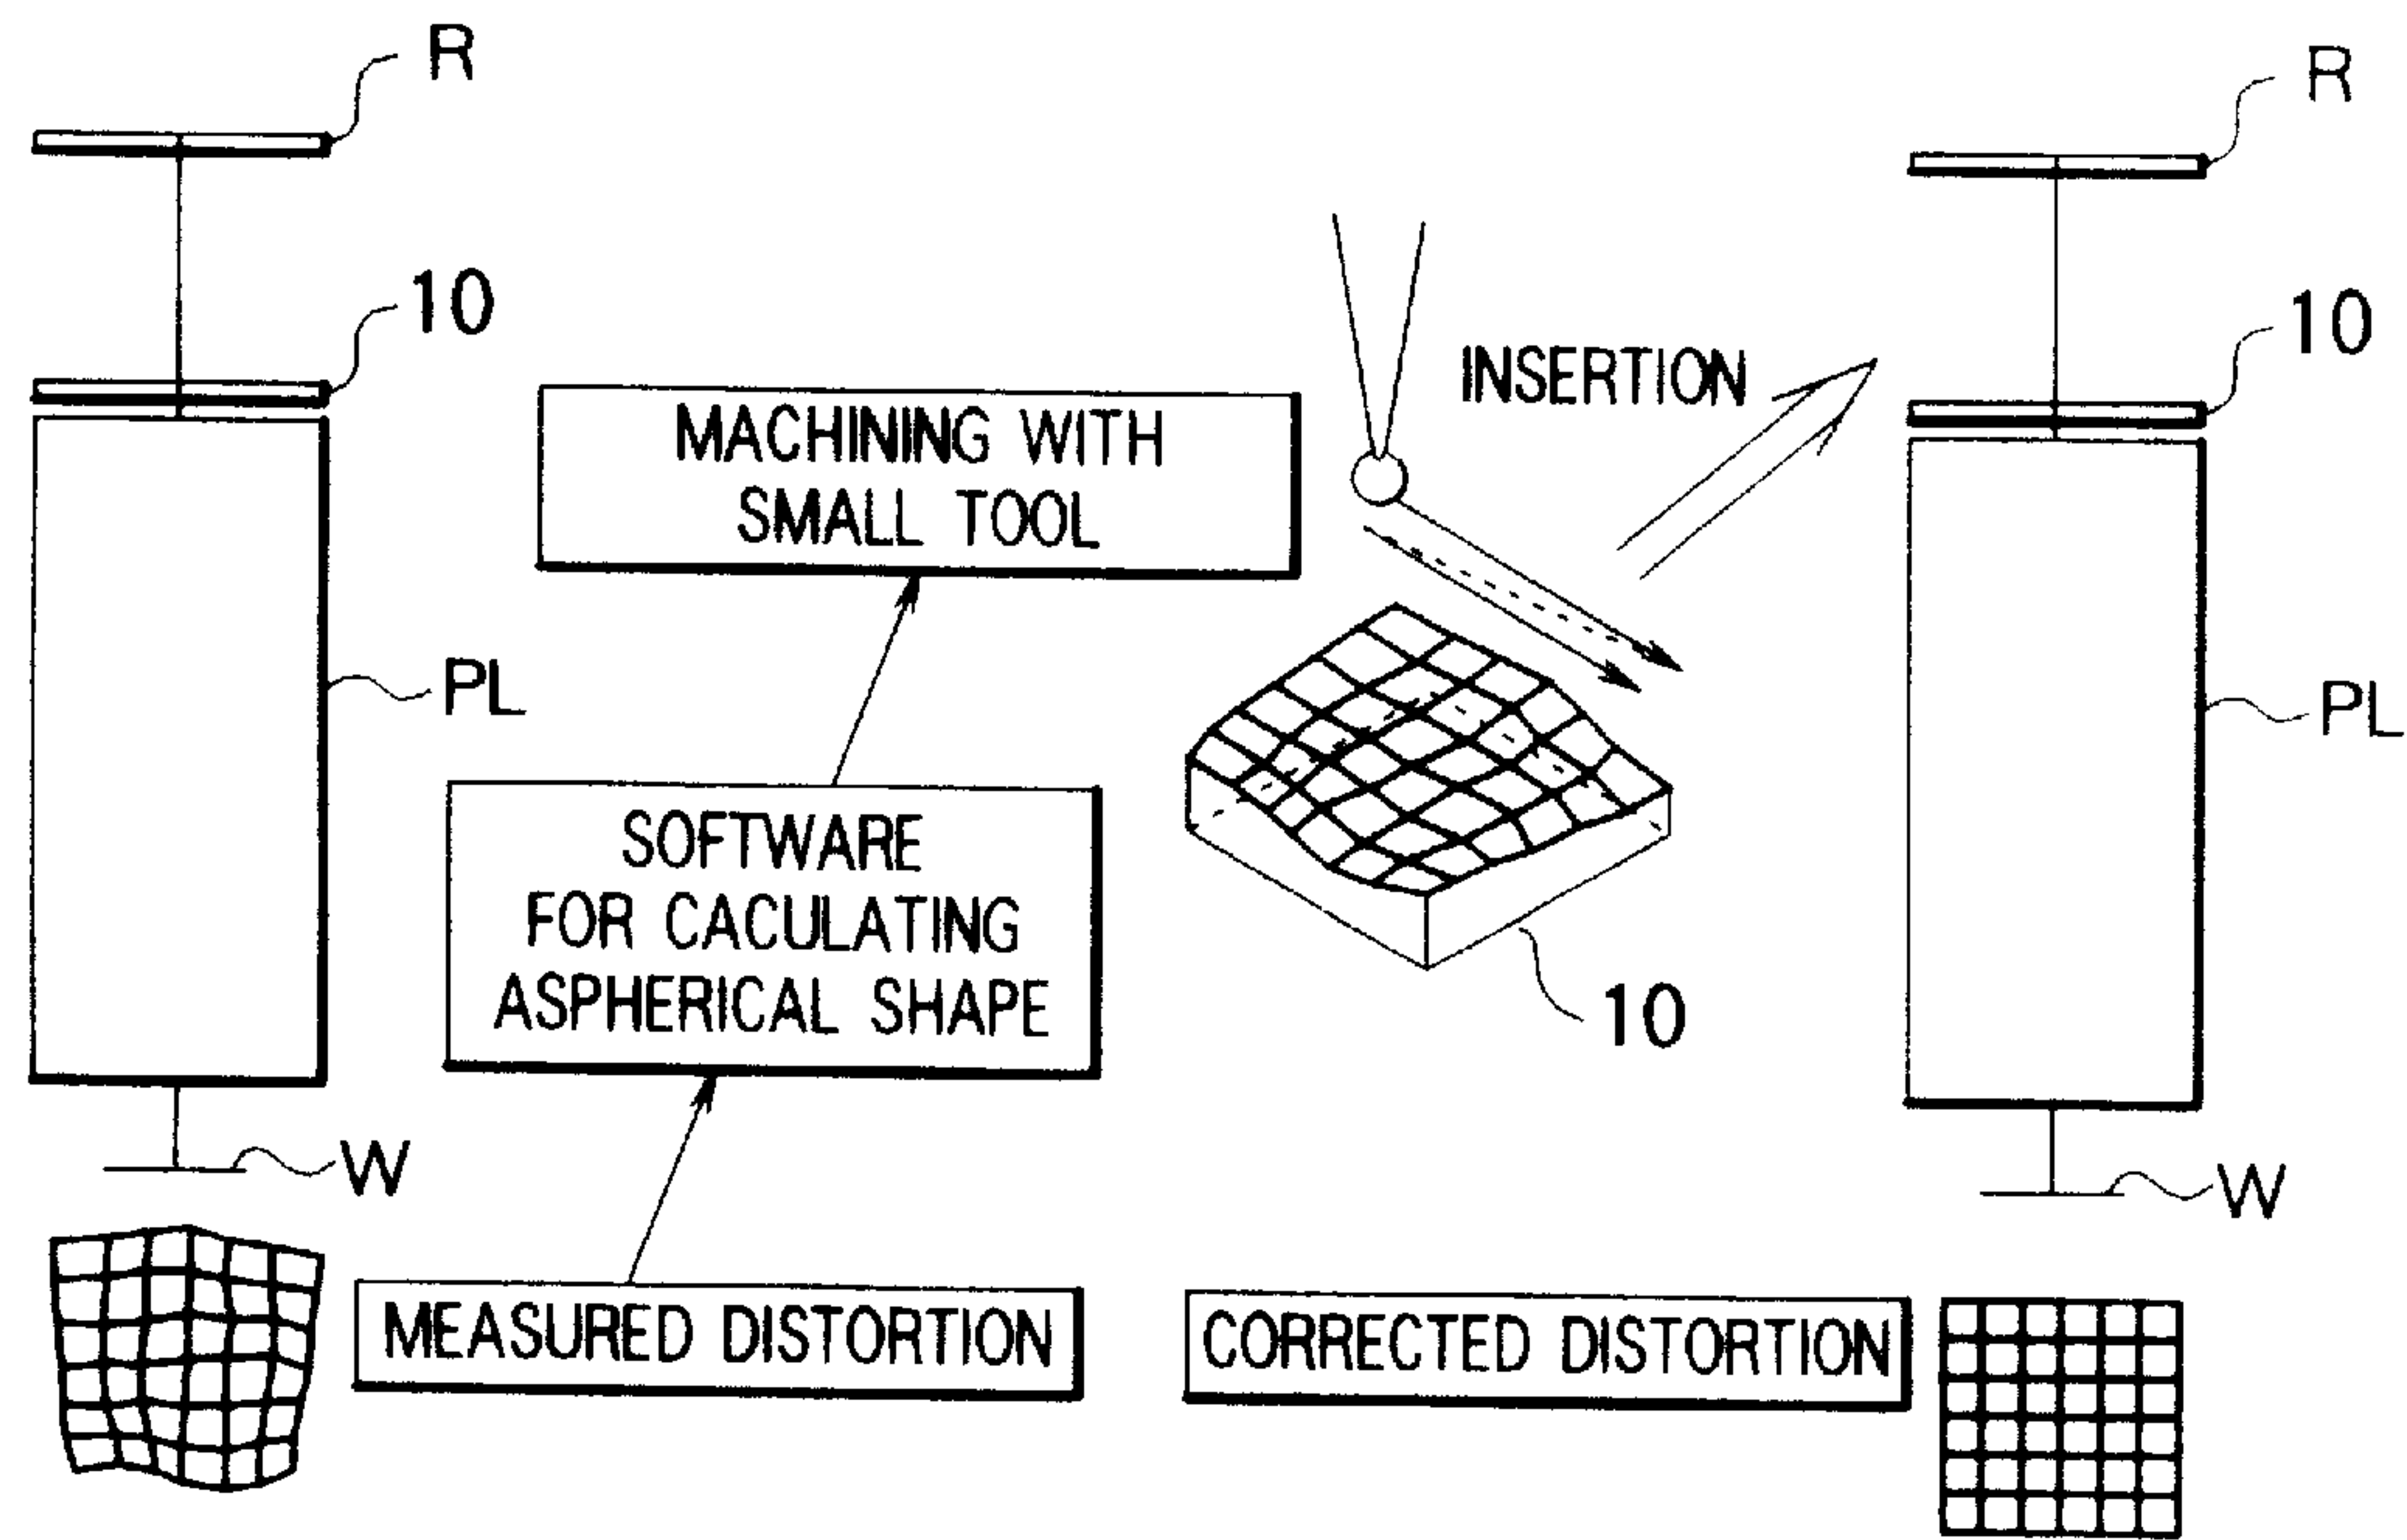 R
10
PL
W
MACHINING WITH
SMALL TOOL
SOFTWARE
FOR CACULATING
ASPHERICAL SHAPE
MEASURED DISTORTION
INSERTION
10
CORRECTED DISTORTION
R
10
PL
W